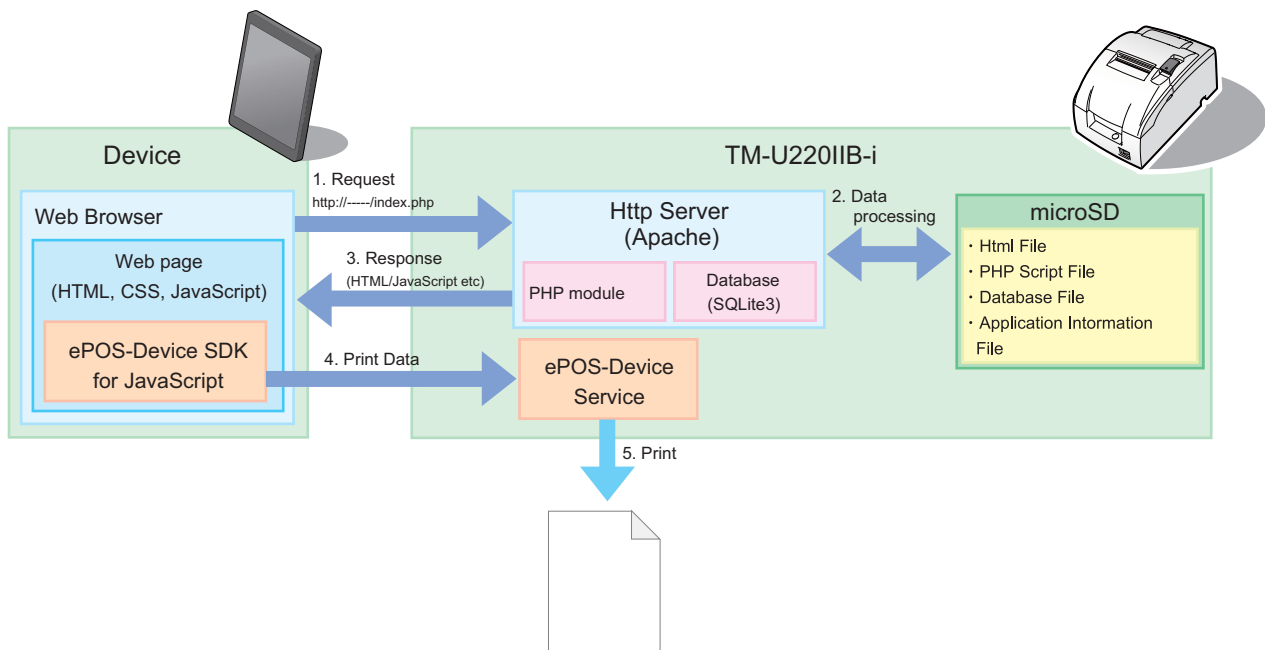 Device
TM-U220IIB-i
Web Browser
Web page
(HTML, CSS, JavaScript)
ePOS-Device SDK
for JavaScript
1. Request
http://-----/index.php
3. Response
(HTML/JavaScript etc)
4. Print Data
Http Server
(Apache)
PHP module
Database
(SQLite3)
ePOS-Device
Service
2. Data
processing
microSD
・Html File
・PHP Script File
・Database File
・Application Intormation
File
5. Print